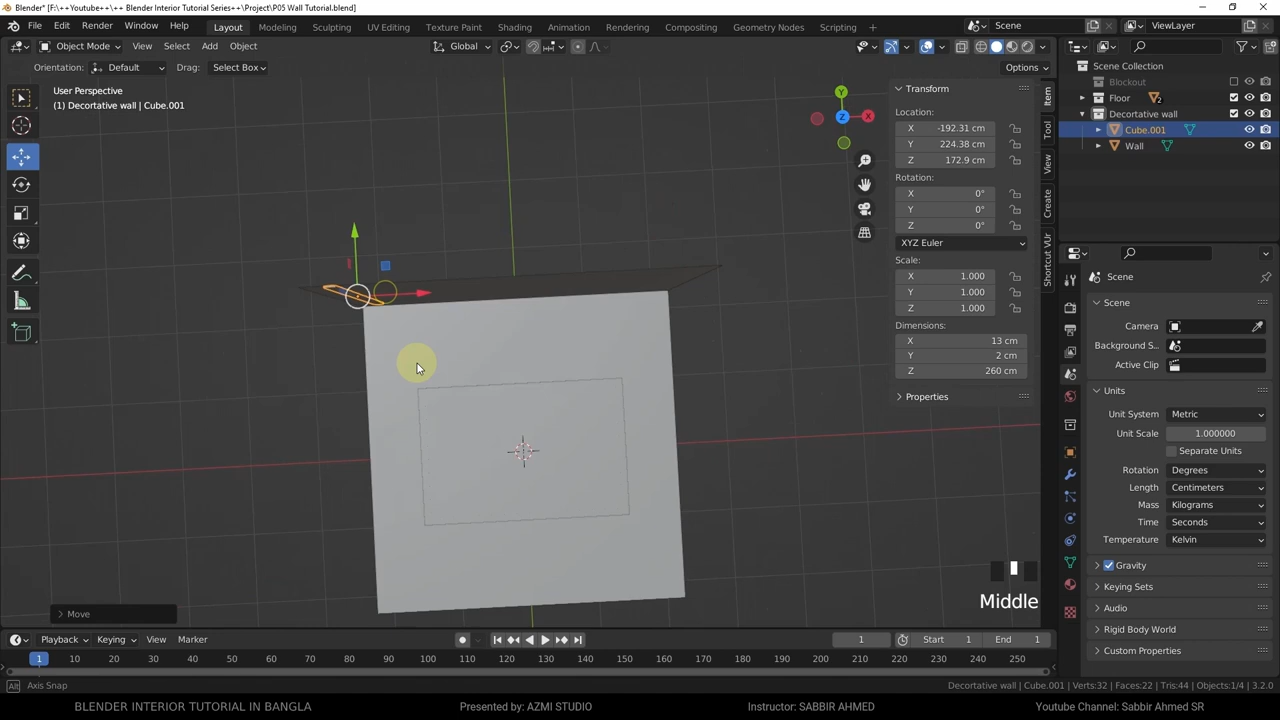 Blender* [F:\++Youtube++\++ Blender Interior Tutorial Series++\Project\P05 Wall Tutorial.blend]
File Edit Render Window Help Layout Modeling Sculpting UV Editing Texture Paint Shading Animation Rendering Compositing Geometry Nodes Scripting + Scene ViewLayer
Object Mode View Select Add Object Global
Orientation: Default Drag: Select Box Options
User Perspective
(1) Decortative wall | Cube.001
Y
Z
X
Transform
Location:
X -192.31 cm
Y 224.38 cm
Z 172.9 cm
Rotation:
X 0°
Y 0°
Z 0°
XYZ Euler
Scale:
X 1.000
Y 1.000
Z 1.000
Dimensions:
X 13 cm
Y 2 cm
Z 260 cm
Properties
Item
Tool
View
Create
Shortcut VUr
Scene Collection
Blockout
Floor 2
Decortative wall
Cube.001
Wall
Scene
Scene
Camera
Background S...
Active Clip
Units
Unit System Metric
Unit Scale 1.000000
Separate Units
Rotation Degrees
Length Centimeters
Mass Kilograms
Time Seconds
Temperature Kelvin
Gravity
Keying Sets
Audio
Rigid Body World
Custom Properties
Middle
Move
Playback Keying View Marker 1 Start 1 End 1
1 10 20 30 40 50 60 70 80 90 100 110 120 130 140 150 160 170 180 190 200 210 220 230 240 250
Alt Axis Snap Decortative wall | Cube.001 | Verts:32 | Faces:22 | Tris:44 | Objects:1/4 | 3.2.0
BLENDER INTERIOR TUTORIAL IN BANGLA Presented by: AZMI STUDIO Instructor: SABBIR AHMED Youtube Channel: Sabbir Ahmed SR